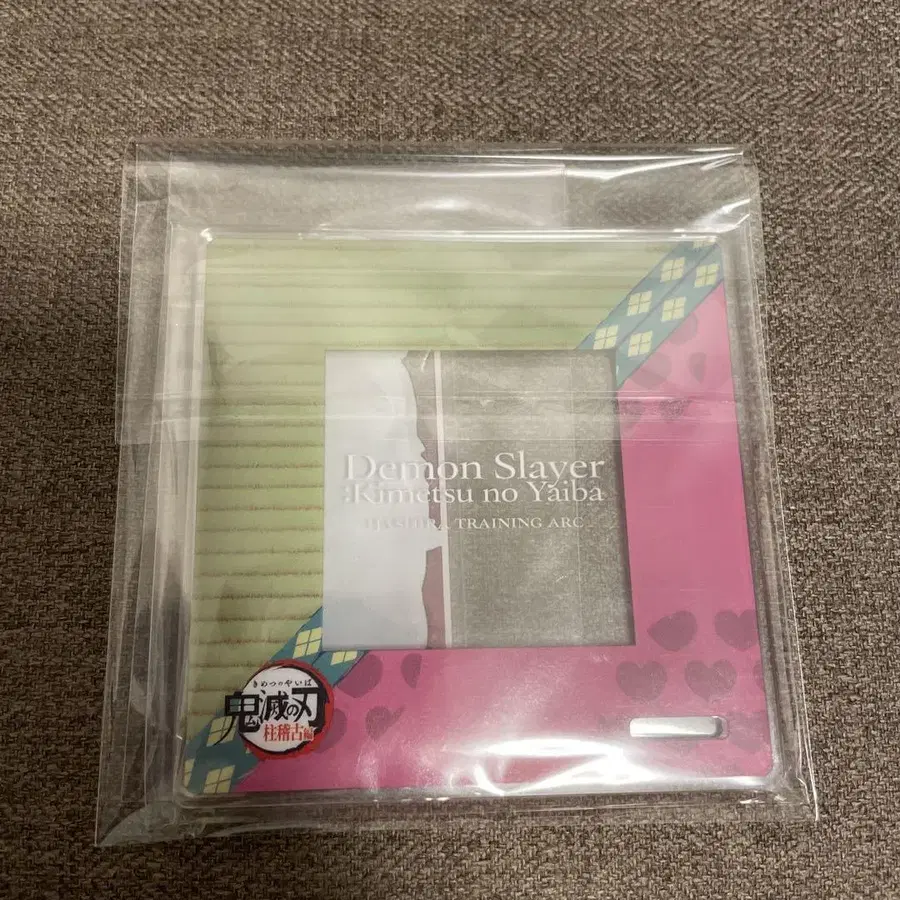 Demon Slayer
:Kimetsu no Yaiba
HASHIRA TRAINING ARC
きめつのやいば
鬼滅の刃
柱稽古編